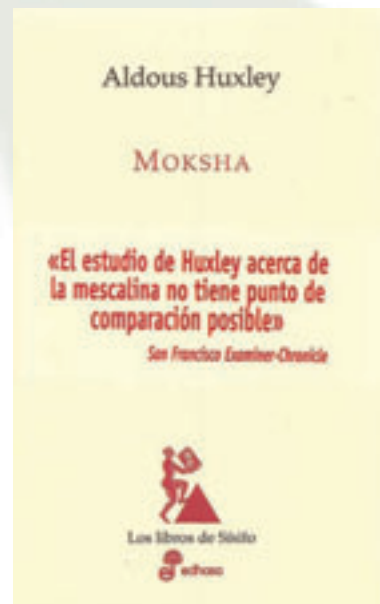 Aldous Huxley
MOKSHA
«El estudio de Huxley acerca de
la mescalina no tiene punto de
comparación posible»
San Francisco Examiner-Chronicle
Los libros de Sísifo
edhasa